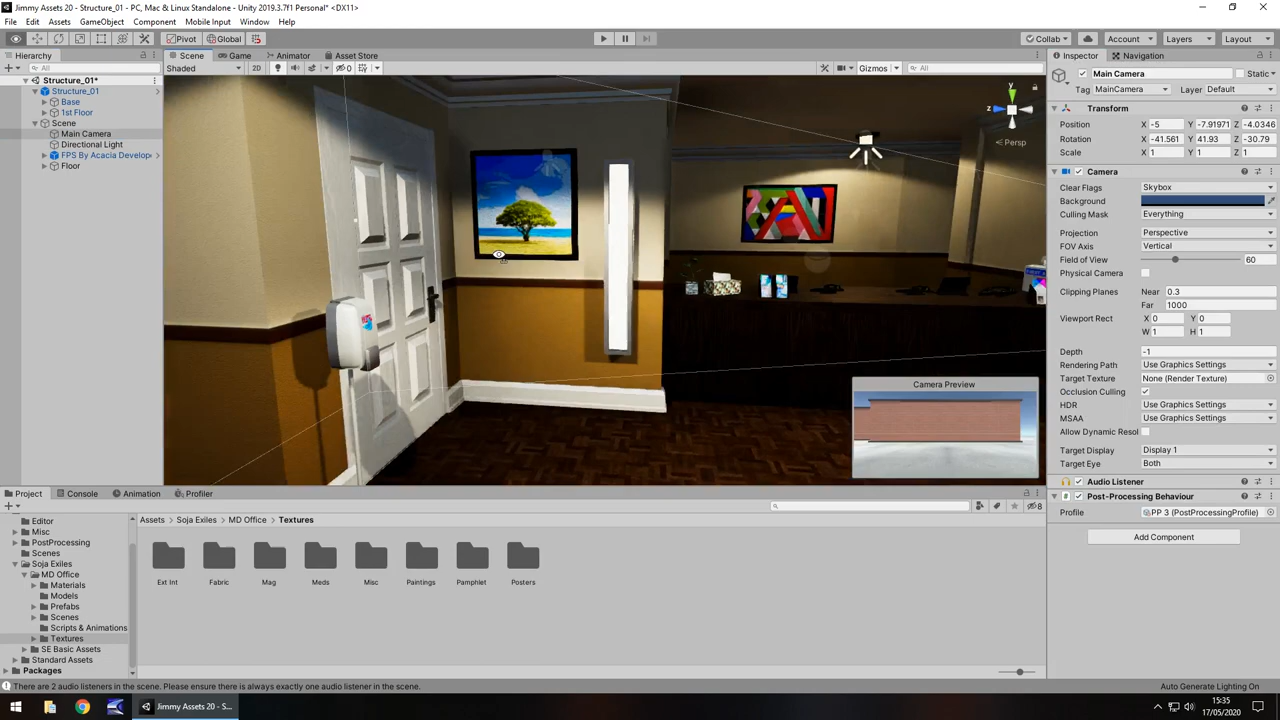 Jimmy Assets 20 - Structure_01 - PC, Mac & Linux Standalone - Unity 2019.3.7f1 Personal* <DX11>
File Edit Assets GameObject Component Mobile Input Window Help
Pivot Global Collab Account Layers Layout
Hierarchy Scene Game Animator Asset Store Inspector Navigation
All Shaded 2D 0 Gizmos All Main Camera Static
Structure_01* Tag MainCamera Layer Default
Structure_01
Base Transform
1st Floor Position X -5 Y -7.91971 Z -4.0346
Scene Rotation X -41.561 Y 41.93 Z -30.79
Main Camera Scale X 1 Y 1 Z 1
Directional Light
FPS By Acacia Develop
Floor
y
z
Persp
Camera
Clear Flags Skybox
Background
Culling Mask Everything
Projection Perspective
FOV Axis Vertical
Field of View 60
Physical Camera
Clipping Planes Near 0.3
Far 1000
Viewport Rect X 0 Y 0
W 1 H 1
Depth -1
Rendering Path Use Graphics Settings
Target Texture None (Render Texture)
Occlusion Culling
HDR Use Graphics Settings
MSAA Use Graphics Settings
Allow Dynamic Resol
Target Display Display 1
Target Eye Both
Audio Listener
Post-Processing Behaviour
Profile PP 3 (PostProcessingProfile)
Add Component
Camera Preview
Project Console Animation Profiler
8
Editor
Misc
PostProcessing
Scenes
Soja Exiles
MD Office
Materials
Models
Prefabs
Scenes
Scripts & Animations
Textures
SE Basic Assets
Standard Assets
Packages
Assets Soja Exiles MD Office Textures
Ext Int Fabric Mag Meds Misc Paintings Pamphlet Posters
There are 2 audio listeners in the scene. Please ensure there is always exactly one audio listener in the scene. Auto Generate Lighting On
Jimmy Assets 20 - S...
15:35
17/05/2020